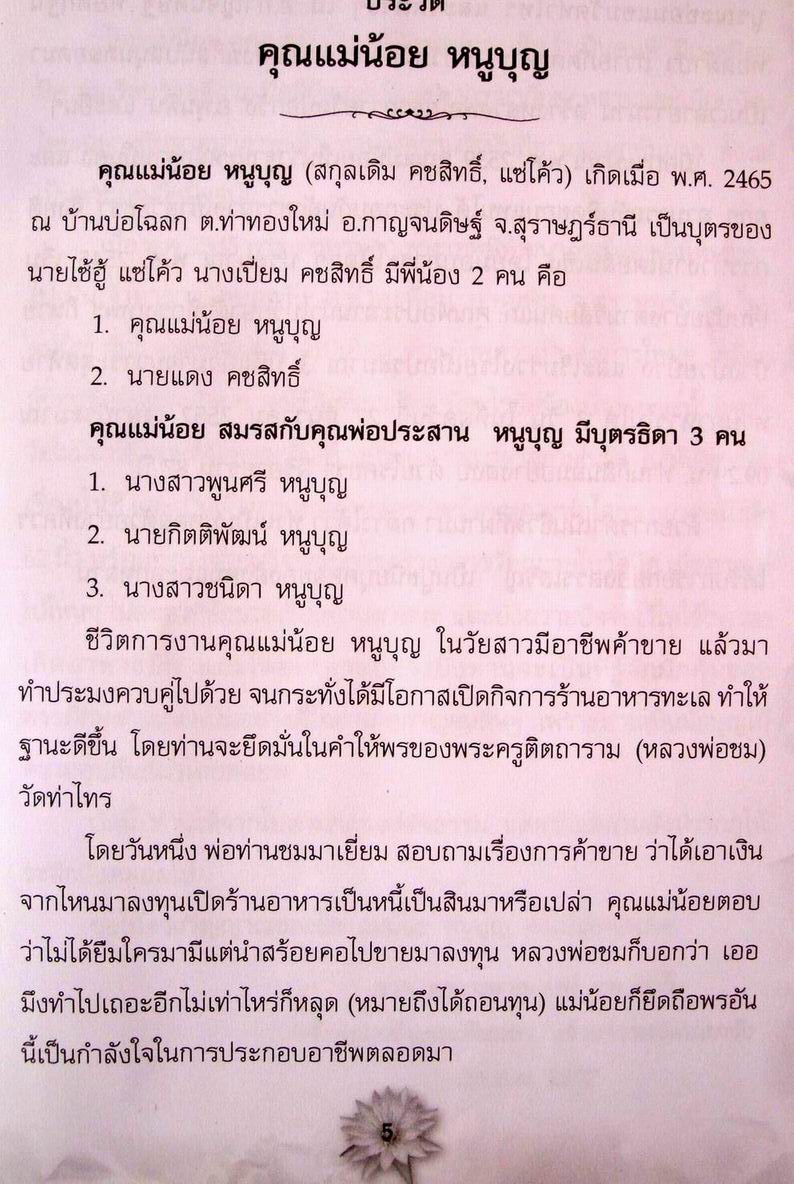 ประวัติ
คุณแม่น้อย หนูบุญ
คุณแม่น้อย หนูบุญ (สกุลเดิม คชสิทธิ์, แซ่โค้ว) เกิดเมื่อ พ.ศ. 2465
ณ บ้านบ่อโฉลก ต.ท่าทองใหม่ อ.กาญจนดิษฐ์ จ.สุราษฎร์ธานี เป็นบุตรของ
นายไช้ฮู้ แซ่โค้ว นางเปี่ยม คชสิทธิ์ มีพี่น้อง 2 คน คือ
1. คุณแม่น้อย หนูบุญ
2. นายแดง คชสิทธิ์
คุณแม่น้อย สมรสกับคุณพ่อประสาน หนูบุญ มีบุตรธิดา 3 คน
1. นางสาวพูนศรี หนูบุญ
2. นายกิตติพัฒน์ หนูบุญ
3. นางสาวชนิดา หนูบุญ
ชีวิตการงานคุณแม่น้อย หนูบุญ ในวัยสาวมีอาชีพค้าขาย แล้วมา
ทำประมงควบคู่ไปด้วย จนกระทั่งได้มีโอกาสเปิดกิจการร้านอาหารทะเล ทำให้
ฐานะดีขึ้น โดยท่านจะยึดมั่นในคำให้พรของพระครูติตถาราม (หลวงพ่อชม)
วัดท่าไทร
โดยวันหนึ่ง พ่อท่านชมมาเยี่ยม สอบถามเรื่องการค้าขาย ว่าได้เอาเงิน
จากไหนมาลงทุนเปิดร้านอาหารเป็นหนี้เป็นสินมาหรือเปล่า คุณแม่น้อยตอบ
ว่าไม่ได้ยืมใครมามีแต่นำสร้อยคอไปขายมาลงทุน หลวงพ่อชมก็บอกว่า เออ
มึงทำไปเถอะอีกไม่เท่าไหร่ก็หลุด (หมายถึงได้ถอนทุน) แม่น้อยก็ยึดถือพรอัน
นี้เป็นกำลังใจในการประกอบอาชีพตลอดมา
5